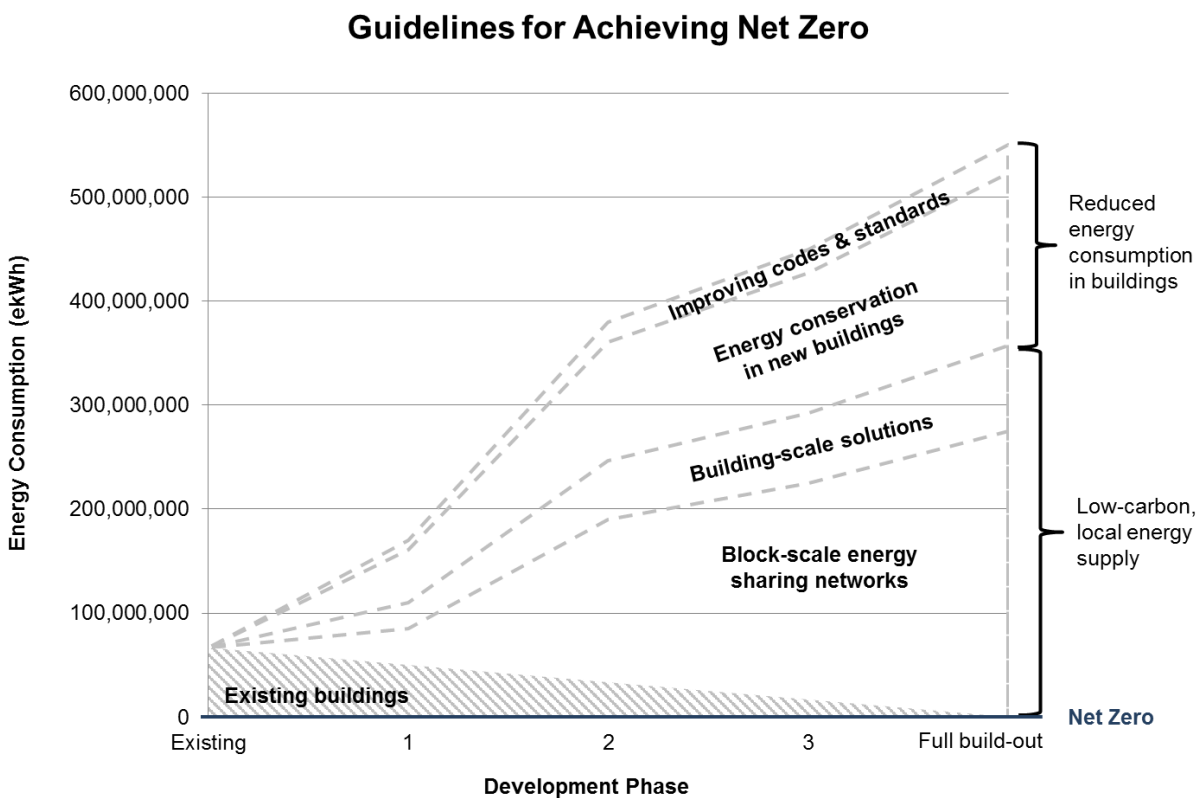 Guidelines for Achieving Net Zero
600,000,000
500,000,000
400,000,000
300,000,000
200,000,000
100,000,000
0
Energy Consumption (ekWh)
Improving codes & standards
Energy conservation
in new buildings
Building-scale solutions
Block-scale energy
sharing networks
Existing buildings
Reduced
energy
consumption
in buildings
Low-carbon,
local energy
supply
Net Zero
Existing
1
2
3
Full build-out
Development Phase